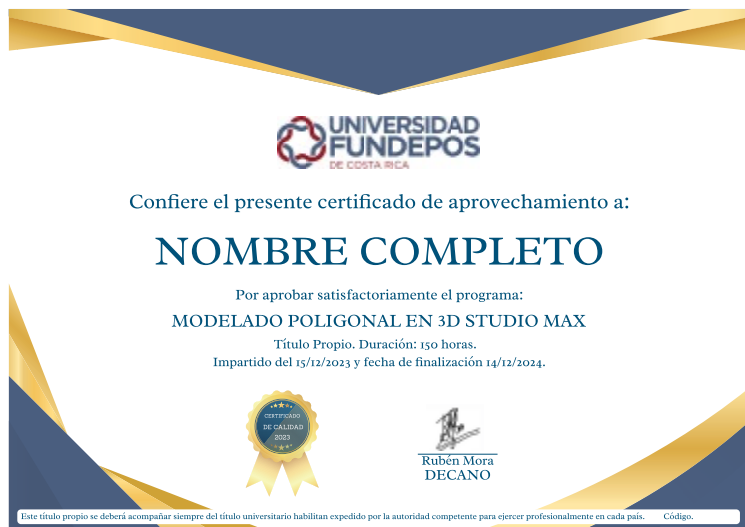 UNIVERSIDAD
FUNDEPOS
DE COSTA RICA
Confiere el presente certificado de aprovechamiento a:
NOMBRE COMPLETO
Por aprobar satisfactoriamente el programa:
MODELADO POLIGONAL EN 3D STUDIO MAX
Título Propio. Duración: 150 horas.
Impartido del 15/12/2023 y fecha de finalización 14/12/2024.
CERTIFICADO
DE CALIDAD
2023
Rubén Mora
DECANO
Este título propio se deberá acompañar siempre del título universitario habilitan expedido por la autoridad competente para ejercer profesionalmente en cada país. Código.